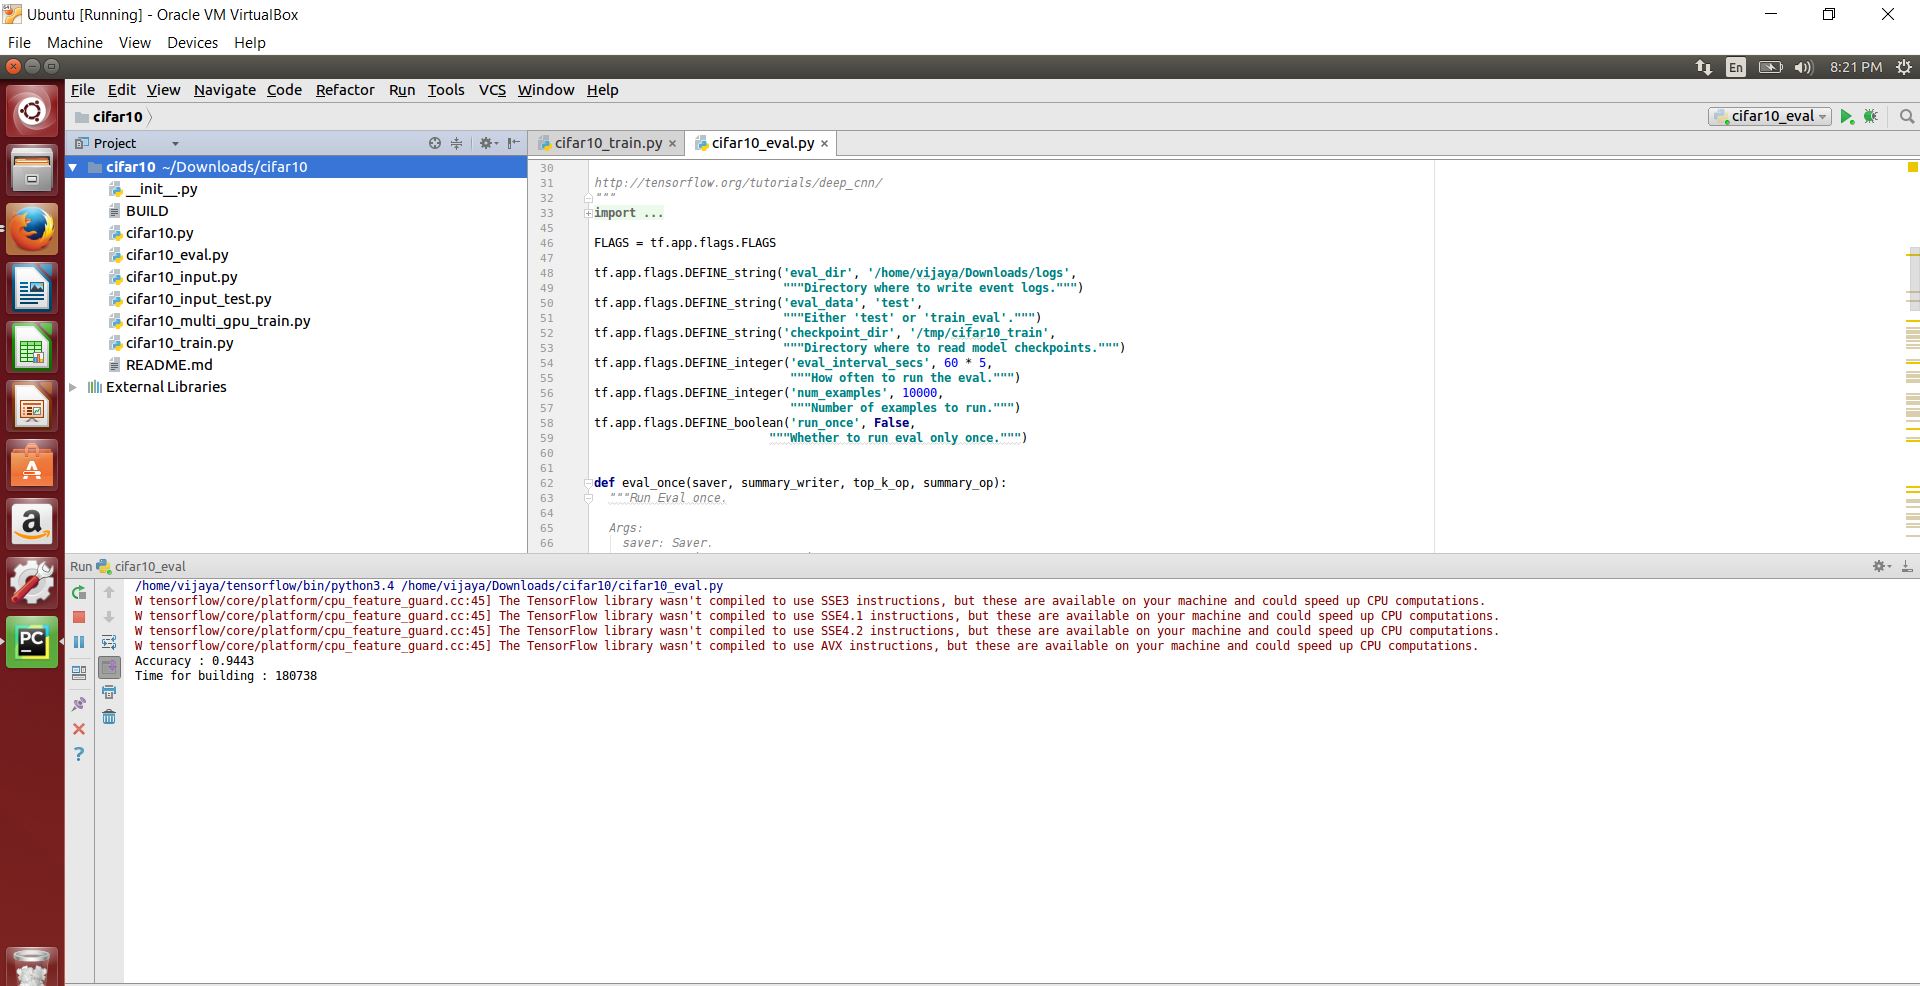 Ubuntu [Running] - Oracle VM VirtualBox
File Machine View Devices Help
En 8:21 PM
File Edit View Navigate Code Refactor Run Tools VCS Window Help
cifar10
cifar10_eval
Project
cifar10_train.py
cifar10_eval.py
cifar10 ~/Downloads/cifar10
__init__.py
BUILD
cifar10.py
cifar10_eval.py
cifar10_input.py
cifar10_input_test.py
cifar10_multi_gpu_train.py
cifar10_train.py
README.md
External Libraries
30
31 http://tensorflow.org/tutorials/deep_cnn/
32 """
33 import ...
45
46 FLAGS = tf.app.flags.FLAGS
47
48 tf.app.flags.DEFINE_string('eval_dir', '/home/vijaya/Downloads/logs',
49 """Directory where to write event logs.""")
50 tf.app.flags.DEFINE_string('eval_data', 'test',
51 """Either 'test' or 'train_eval'.""")
52 tf.app.flags.DEFINE_string('checkpoint_dir', '/tmp/cifar10_train',
53 """Directory where to read model checkpoints.""")
54 tf.app.flags.DEFINE_integer('eval_interval_secs', 60 * 5,
55 """How often to run the eval.""")
56 tf.app.flags.DEFINE_integer('num_examples', 10000,
57 """Number of examples to run.""")
58 tf.app.flags.DEFINE_boolean('run_once', False,
59 """Whether to run eval only once.""")
60
61
62 def eval_once(saver, summary_writer, top_k_op, summary_op):
63 """Run Eval once.
64
65 Args:
66 saver: Saver.
Run cifar10_eval
/home/vijaya/tensorflow/bin/python3.4 /home/vijaya/Downloads/cifar10/cifar10_eval.py
W tensorflow/core/platform/cpu_feature_guard.cc:45] The TensorFlow library wasn't compiled to use SSE3 instructions, but these are available on your machine and could speed up CPU computations.
W tensorflow/core/platform/cpu_feature_guard.cc:45] The TensorFlow library wasn't compiled to use SSE4.1 instructions, but these are available on your machine and could speed up CPU computations.
W tensorflow/core/platform/cpu_feature_guard.cc:45] The TensorFlow library wasn't compiled to use SSE4.2 instructions, but these are available on your machine and could speed up CPU computations.
W tensorflow/core/platform/cpu_feature_guard.cc:45] The TensorFlow library wasn't compiled to use AVX instructions, but these are available on your machine and could speed up CPU computations.
Accuracy : 0.9443
Time for building : 180738
a
PC